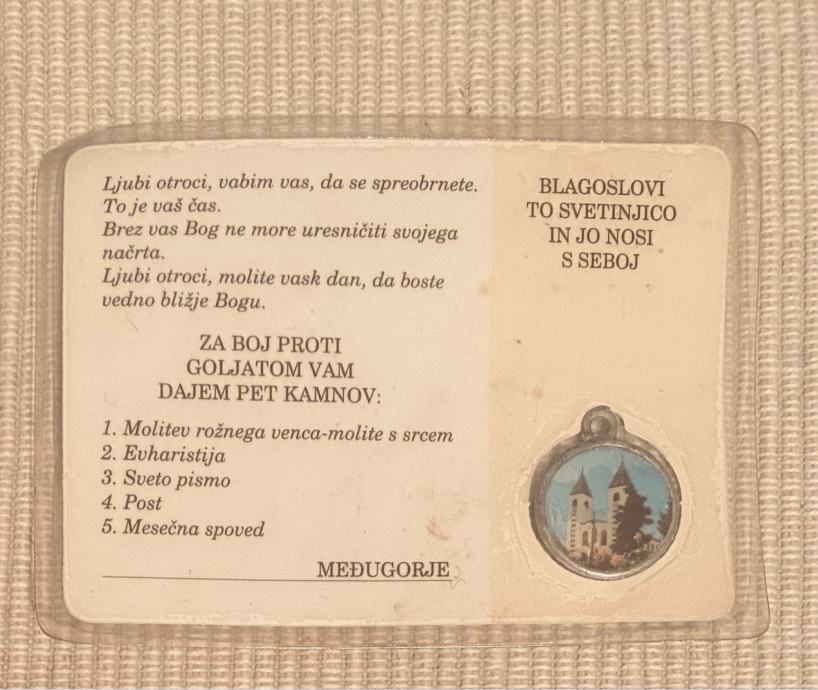 Ljubi otroci, vabim vas, da se spreobrnete.
To je vaš čas.
Brez vas Bog ne more uresničiti svojega
načrta.
Ljubi otroci, molite vask dan, da boste
vedno bližje Bogu.
ZA BOJ PROTI
GOLJATOM VAM
DAJEM PET KAMNOV:
1. Molitev rožnega venca-molite s srcem
2. Evharistija
3. Sveto pismo
4. Post
5. Mesečna spoved
MEĐUGORJE
BLAGOSLOVI
TO SVETINJICO
IN JO NOSI
S SEBOJ